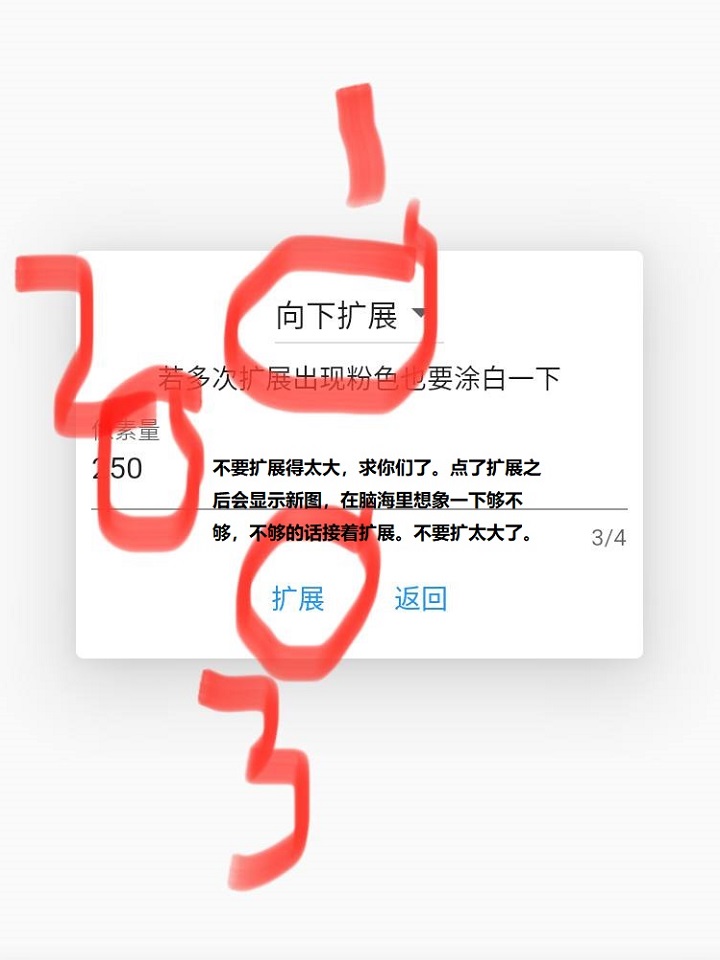 1
向下扩展
2
若多次扩展出现粉色也要涂白一下
像素量
250
不要扩展得太大，求你们了。点了扩展之
后会显示新图，在脑海里想象一下够不
够，不够的话接着扩展。不要扩太大了。
3/4
扩展 返回
3